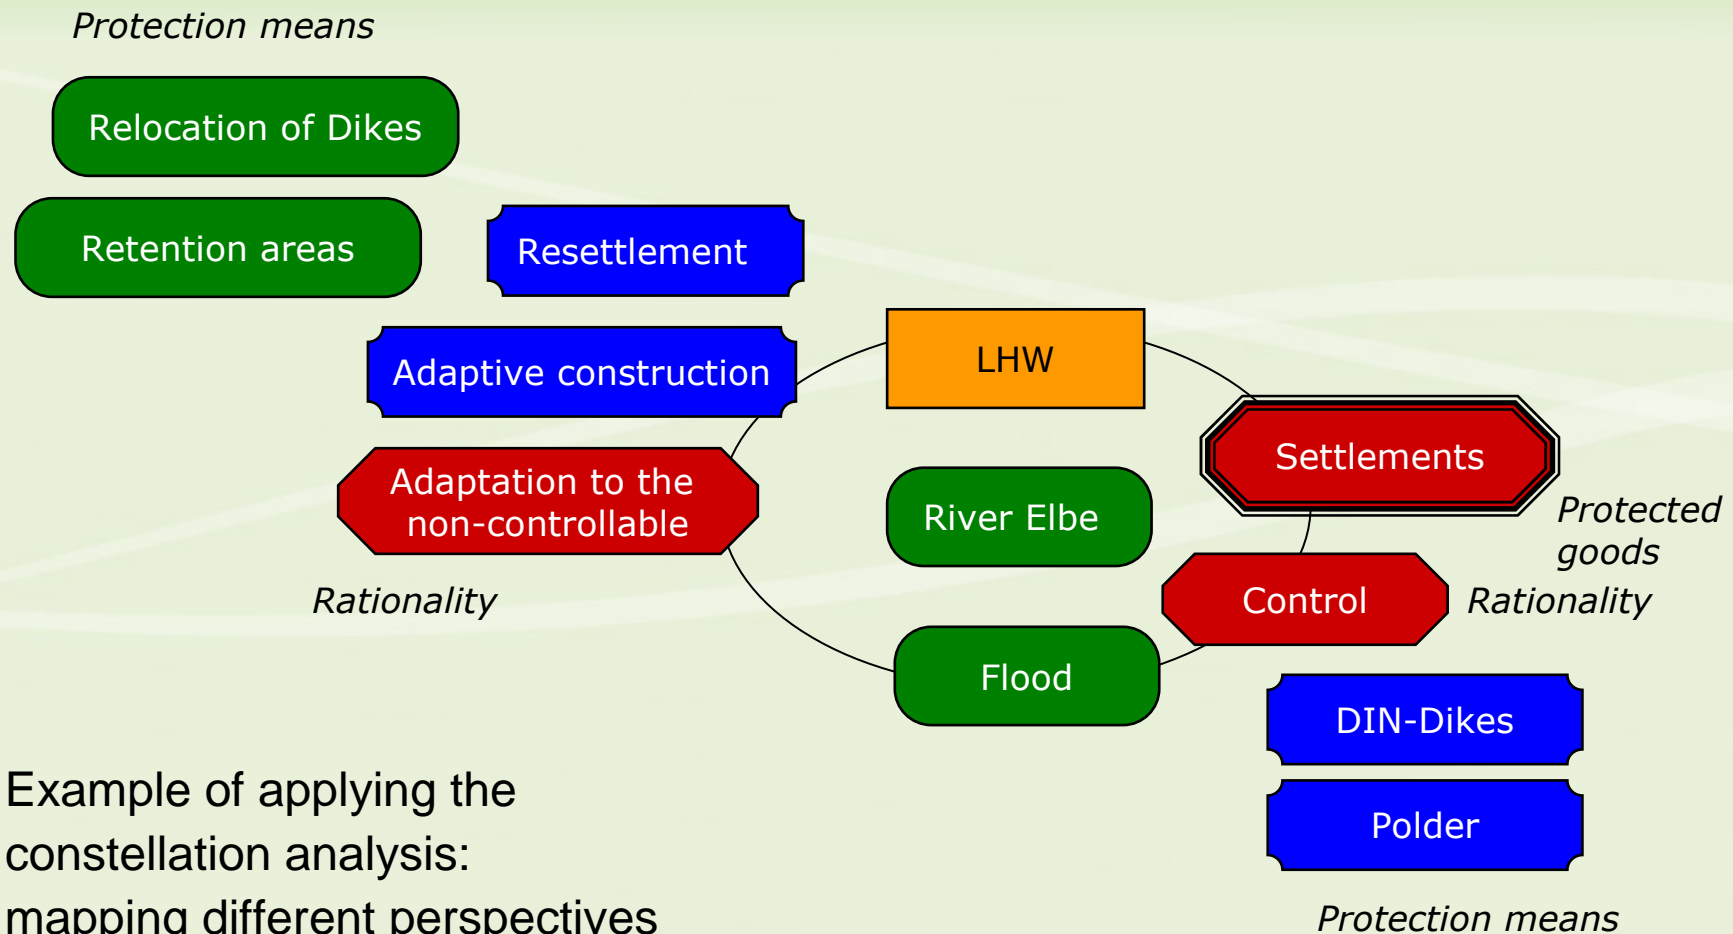 Protection means
Relocation of Dikes
Retention areas
Resettlement
Adaptive construction
LHW
Settlements
Adaptation to the
non-controllable
River Elbe
Protected
goods
Rationality
Control
Rationality
Flood
DIN-Dikes
Polder
Example of applying the
constellation analysis:
mapping different perspectives
Protection means